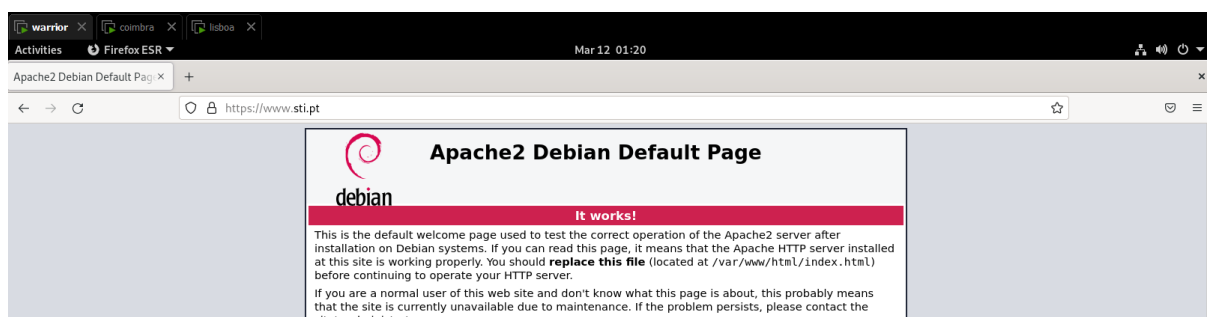 warrior coimbra lisboa
Activities Firefox ESR Mar 12 01:20
Apache2 Debian Default Pag
https://www.sti.pt
Apache2 Debian Default Page
debian
It works!
This is the default welcome page used to test the correct operation of the Apache2 server after
installation on Debian systems. If you can read this page, it means that the Apache HTTP server installed
at this site is working properly. You should replace this file (located at /var/www/html/index.html)
before continuing to operate your HTTP server.
If you are a normal user of this web site and don't know what this page is about, this probably means
that the site is currently unavailable due to maintenance. If the problem persists, please contact the